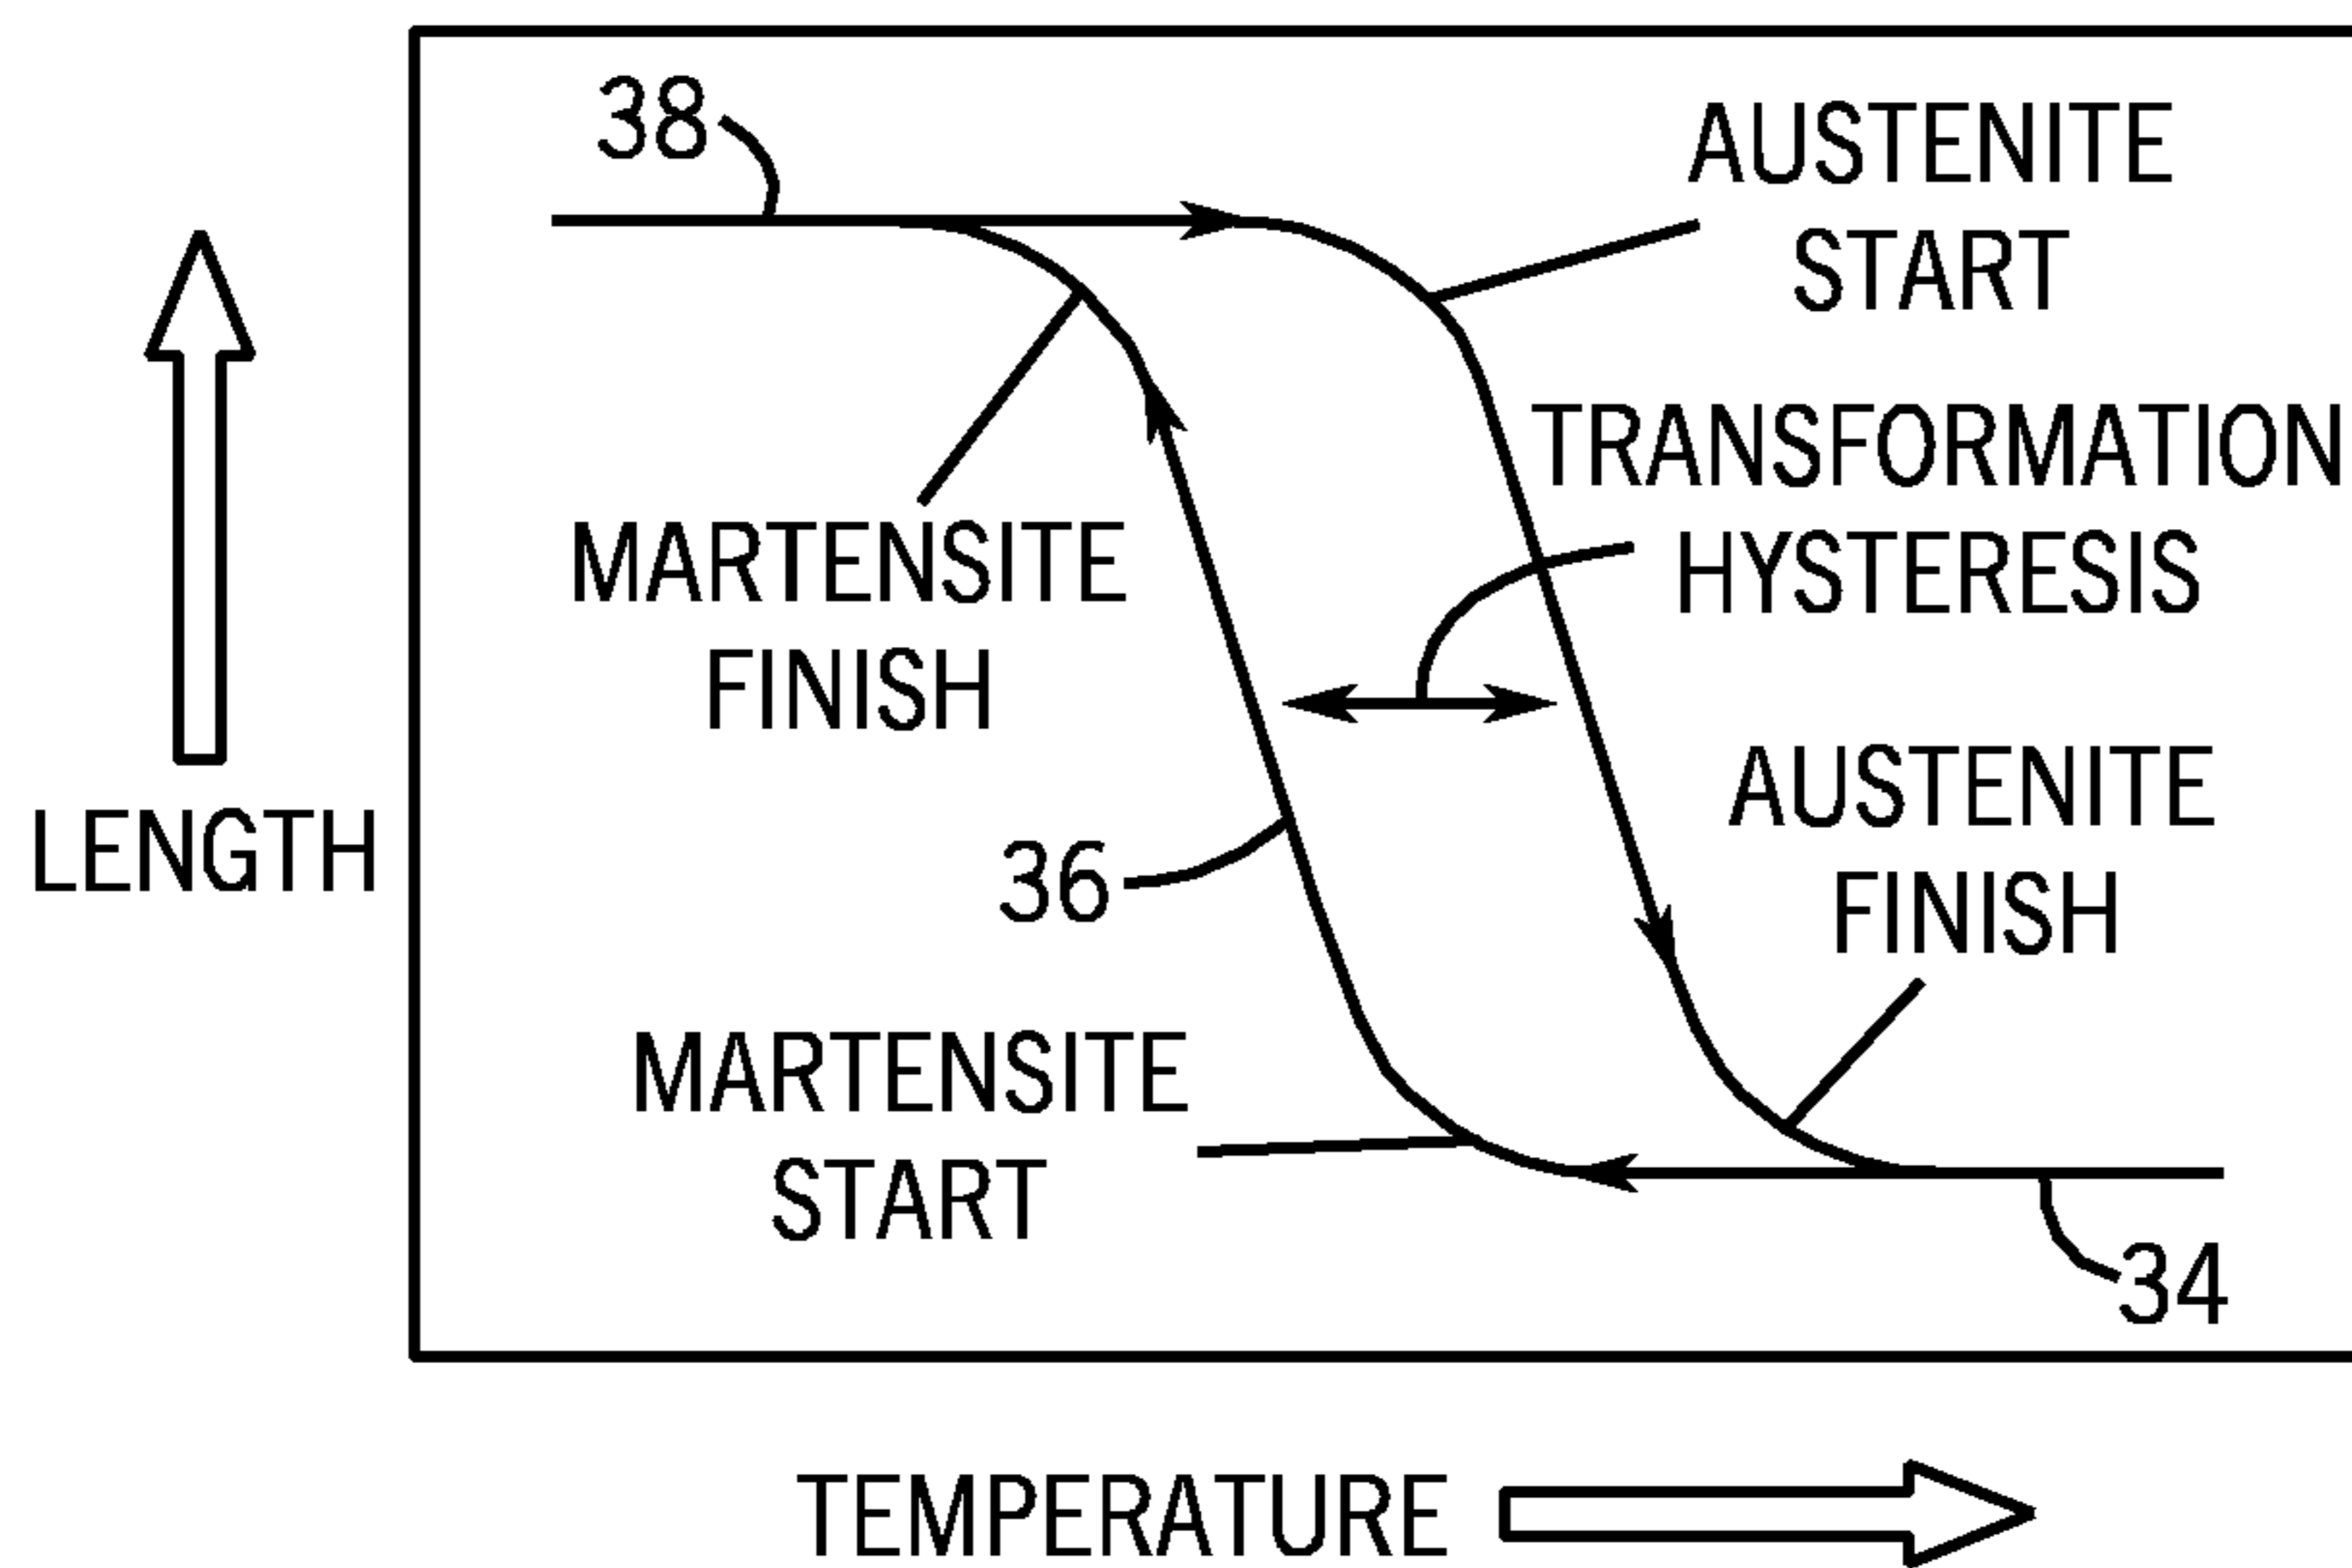 38
AUSTENITE
START
TRANSFORMATION
HYSTERESIS
MARTENSITE
FINISH
AUSTENITE
FINISH
LENGTH
36
MARTENSITE
START
34
TEMPERATURE